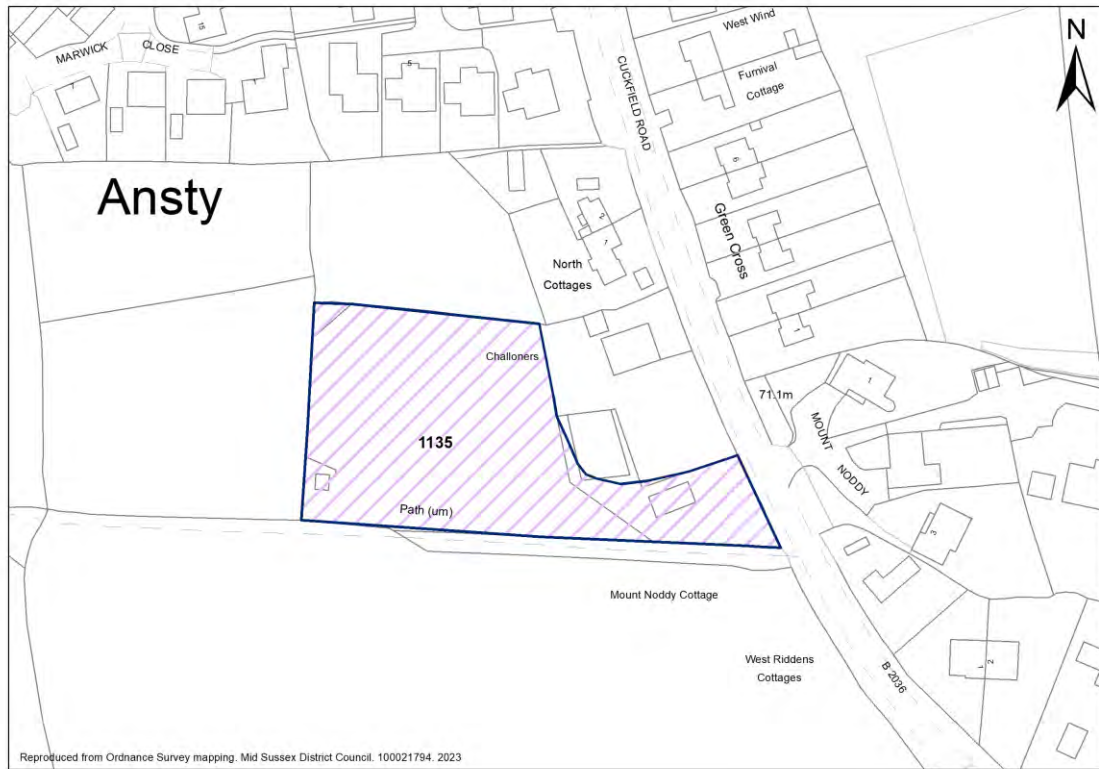 West Wind
N
15
MARWICK
CLOSE
7
5
Furnival
Cottage
CUCKFIELD ROAD
6
Ansty
2
1
North
Cottages
Green Cross
1
Challoners
71.1m
1
MOUNT
NODDY
1135
Path (um)
3
Mount Noddy Cottage
West Riddens
Cottages
B 2036
1
2
Reproduced from Ordnance Survey mapping. Mid Sussex District Council. 100021794. 2023